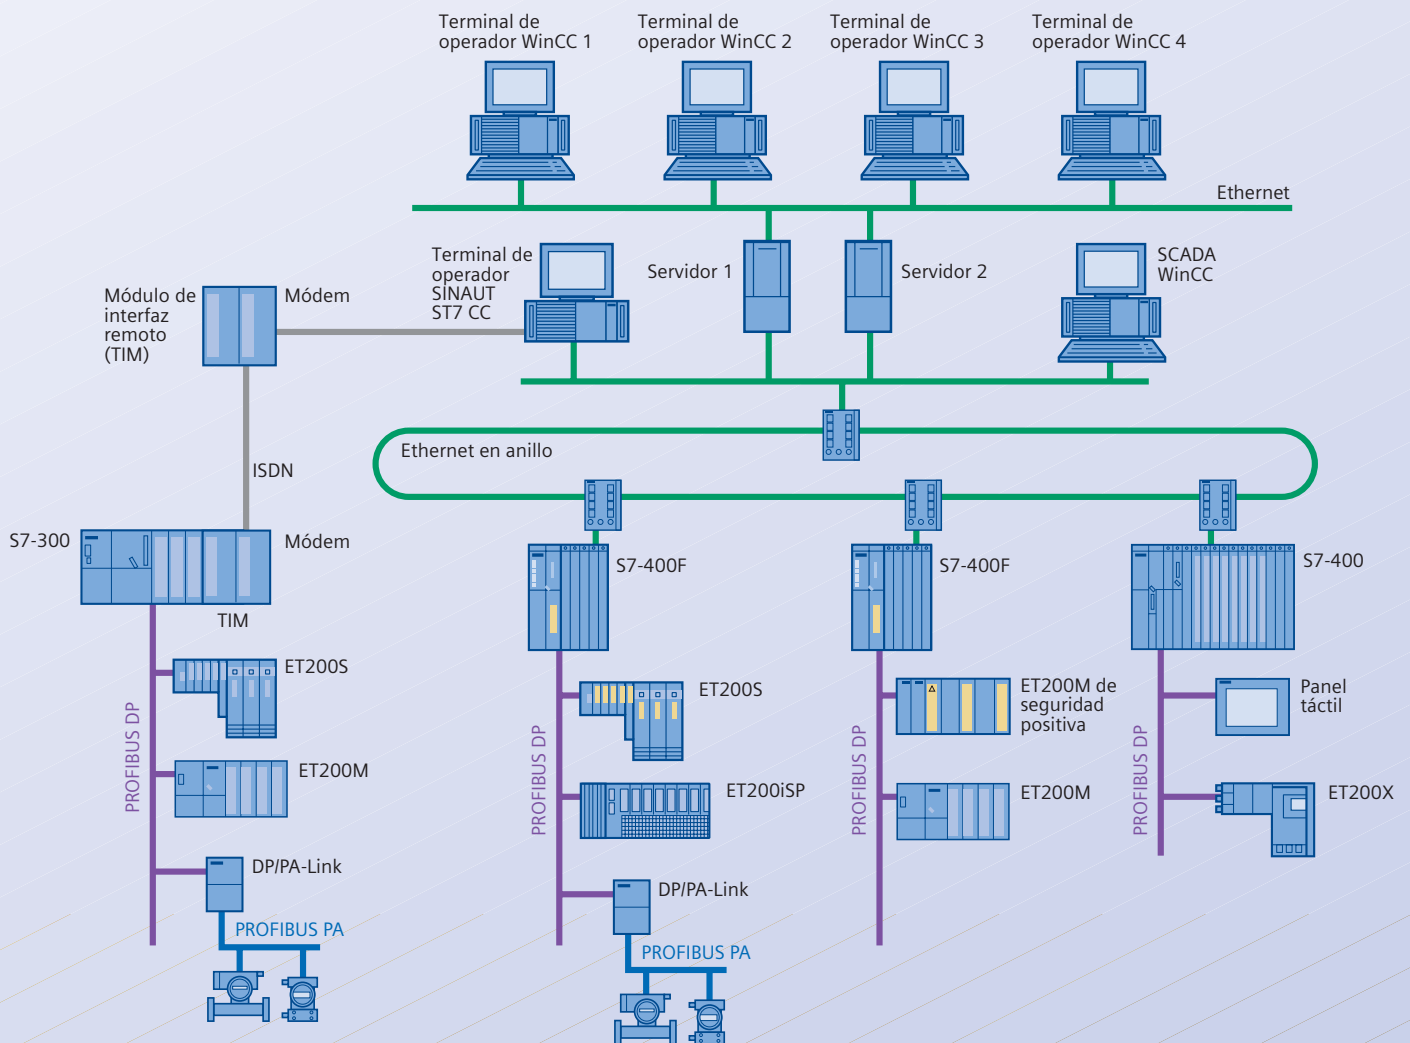 Terminal de
operador WinCC 1
Terminal de
operador WinCC 2
Terminal de
operador WinCC 3
Terminal de
operador WinCC 4
Ethernet
Terminal de
operador
SINAUT
ST7 CC
Servidor 1
Servidor 2
SCADA
WinCC
Módulo de
interfaz
remoto
(TIM)
Módem
Ethernet en anillo
ISDN
S7-300
Módem
TIM
S7-400F
S7-400F
S7-400
ET200S
ET200M
PROFIBUS DP
DP/PA-Link
PROFIBUS PA
ET200S
PROFIBUS DP
ET200iSP
DP/PA-Link
PROFIBUS PA
ET200M de
seguridad
positiva
PROFIBUS DP
ET200M
Panel
táctil
PROFIBUS DP
ET200X